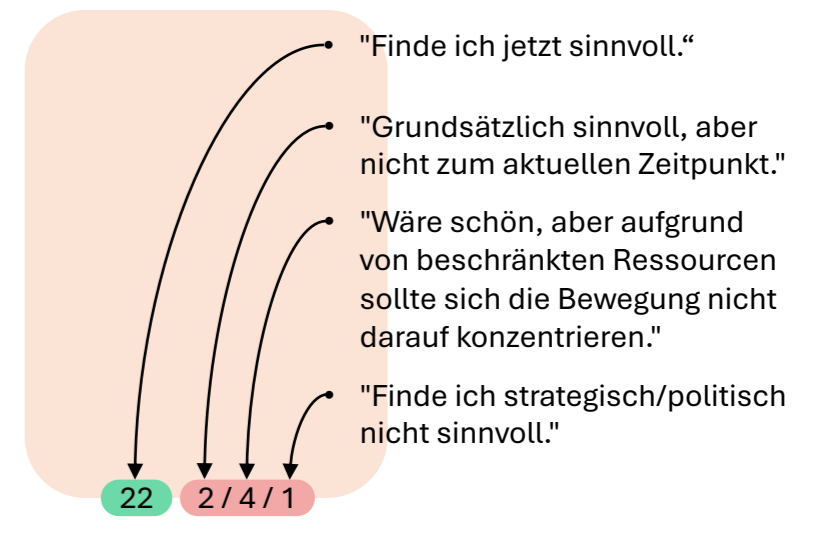 "Finde ich jetzt sinnvoll.“
"Grundsätzlich sinnvoll, aber
nicht zum aktuellen Zeitpunkt."
"Wäre schön, aber aufgrund
von beschränkten Ressourcen
sollte sich die Bewegung nicht
darauf konzentrieren."
"Finde ich strategisch/politisch
nicht sinnvoll."
22 2 / 4 / 1